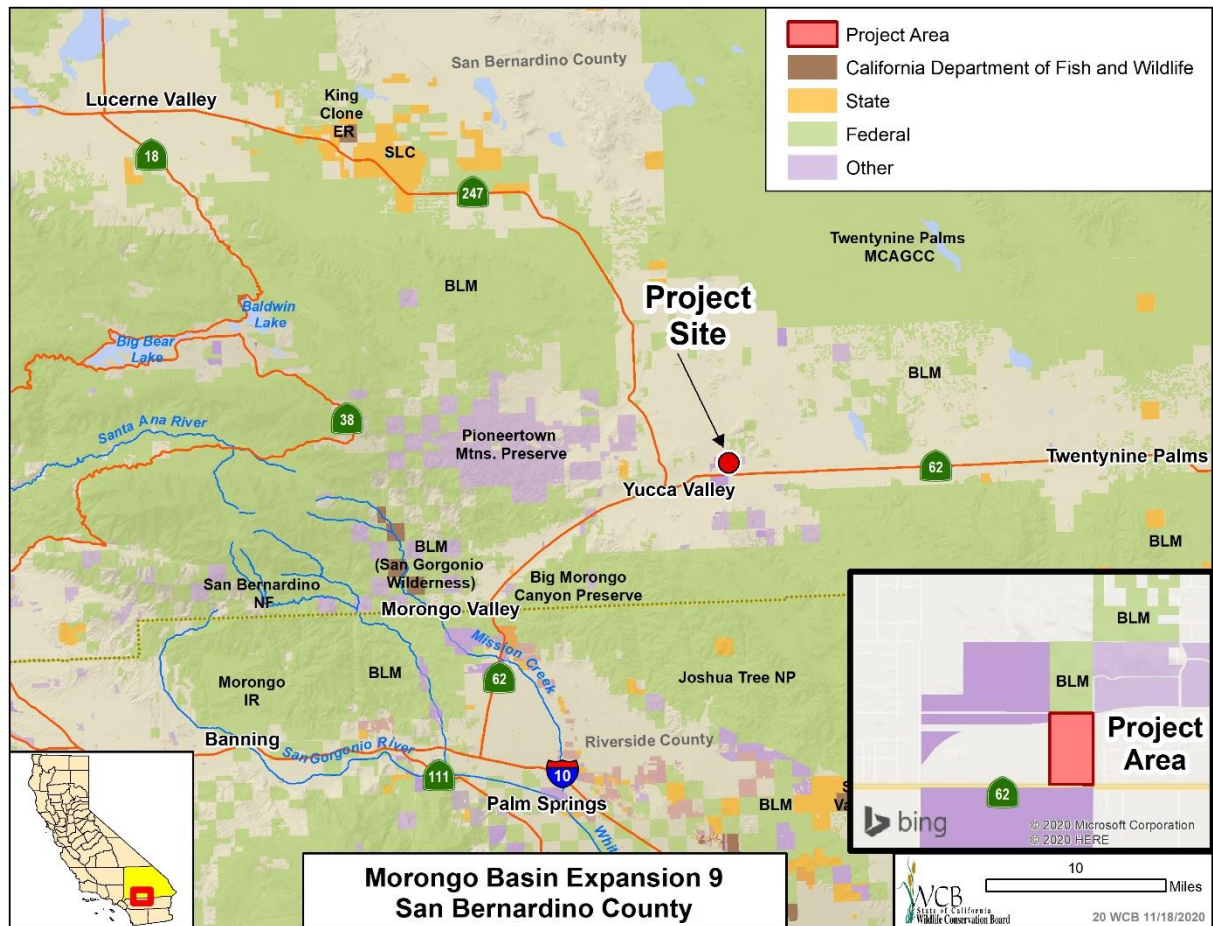 San Bernardino County
Project Area
California Department of Fish and Wildlife
State
Federal
Other
Lucerne Valley
King
Clone
ER
SLC
18
247
Twentynine Palms
MCAGCC
BLM
Project
Site
Baldwin
Lake
Big Bear
Lake
BLM
38
Santa Ana River
Pioneertown
Mtns. Preserve
62
Twentynine Palms
Yucca Valley
BLM
BLM
(San Gorgonio
Wilderness)
San Bernardino
NF
Big Morongo
Canyon Preserve
Morongo Valley
Mission Creek
BLM
62
Joshua Tree NP
Morongo
IR
Banning
San Gorgonio River
Riverside County
111
10
Palm Springs
BLM
BLM
BLM
Project
Area
62
bing
© 2020 Microsoft Corporation
© 2020 HERE
Morongo Basin Expansion 9
San Bernardino County
WCB
State of California
Wildlife Conservation Board
10
Miles
20 WCB 11/18/2020